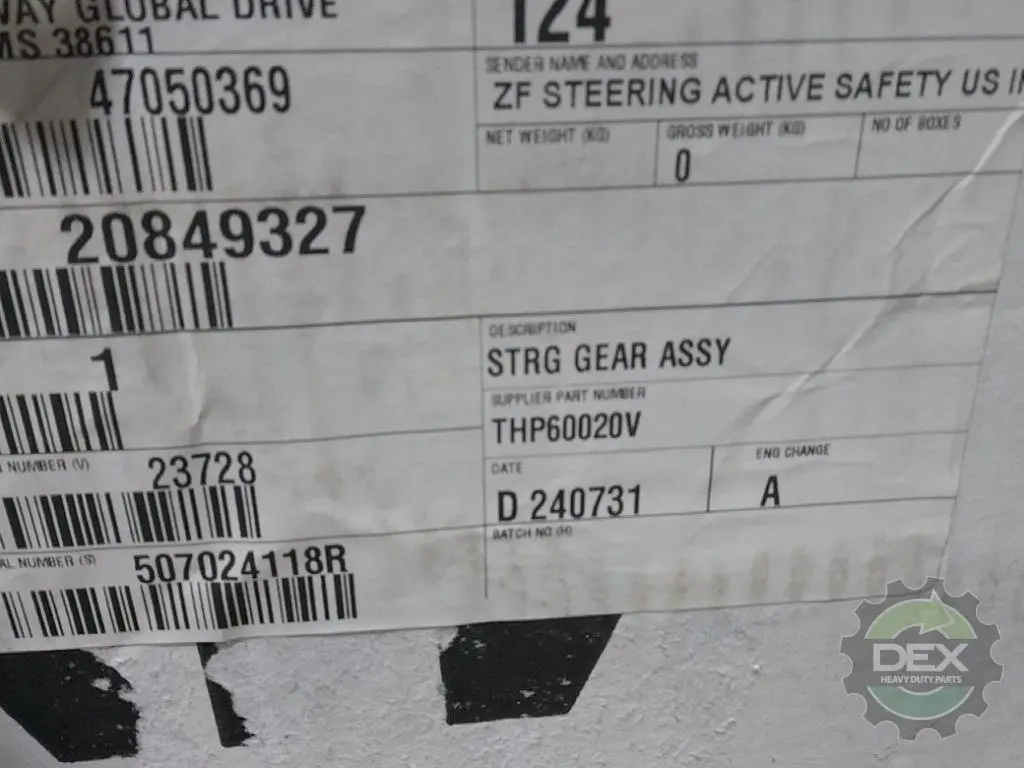 WAY GLOBAL DRIVE
MS 38611
124
47050369
SENDER NAME AND ADDRESS
ZF STEERING ACTIVE SAFETY US
NET WEIGHT (KG)
GROSS WEIGHT (KG)
0
NO OF BOXES
20849327
1
DESCRIPTION
STRG GEAR ASSY
SUPPLIER PART NUMBER
THP60020V
NUMBER (V)
23728
DATE
D 240731
ENG CHANGE
A
BATCH NO (H)
AL NUMBER (S)
507024118R
DEX
HEAVY DUTY PARTS